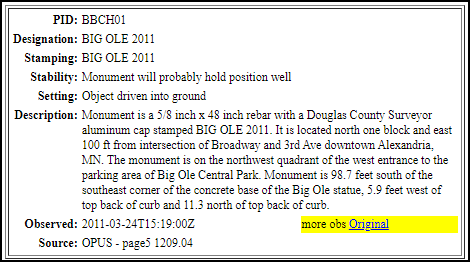 PID: BBCH01
Designation: BIG OLE 2011
Stamping: BIG OLE 2011
Stability: Monument will probably hold position well
Setting: Object driven into ground
Description: Monument is a 5/8 inch x 48 inch rebar with a Douglas County Surveyor
aluminum cap stamped BIG OLE 2011. It is located north one block and east
100 ft from intersection of Broadway and 3rd Ave downtown Alexandria,
MN. The monument is on the northwest quadrant of the west entrance to the
parking area of Big Ole Central Park. Monument is 98.7 feet south of the
southeast corner of the concrete base of the Big Ole statue, 5.9 feet west of
top back of curb and 11.3 north of top back of curb.
Observed: 2011-03-24T15:19:00Z more obs Original
Source: OPUS - page5 1209.04